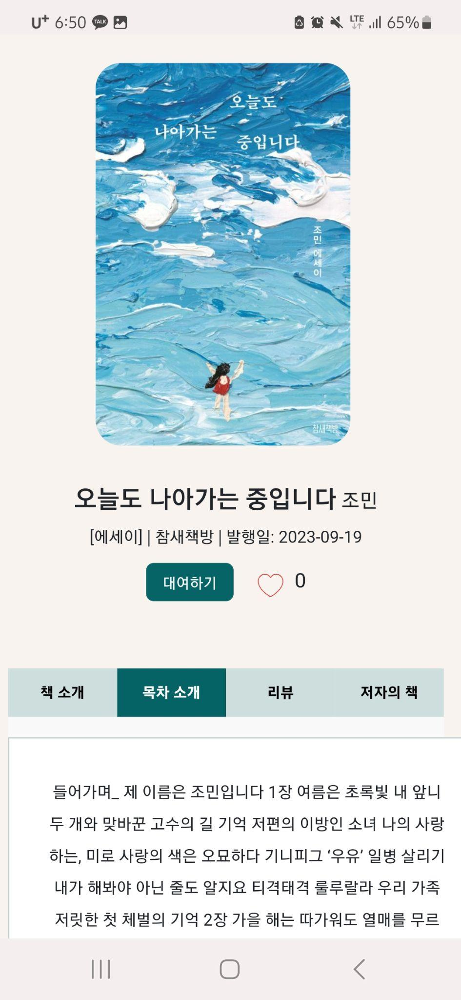 U+ 6:50 TALK LTE 65%
오늘도
나아가는
중입니다
조민 에세이
참새책방
오늘도 나아가는 중입니다 조민
[에세이] | 참새책방 | 발행일: 2023-09-19
대여하기 0
책 소개 목차 소개 리뷰 저자의 책
들어가며_ 제 이름은 조민입니다 1장 여름은 초록빛 내 앞니
두 개와 맞바꾼 고수의 길 기억 저편의 이방인 소녀 나의 사랑
하는, 미로 사랑의 색은 오묘하다 기니피그 ‘우유’ 일병 살리기
내가 해봐야 아닌 줄도 알지요 티격태격 룰루랄라 우리 가족
저릿한 첫 체벌의 기억 2장 가을 해는 따가워도 열매를 무르